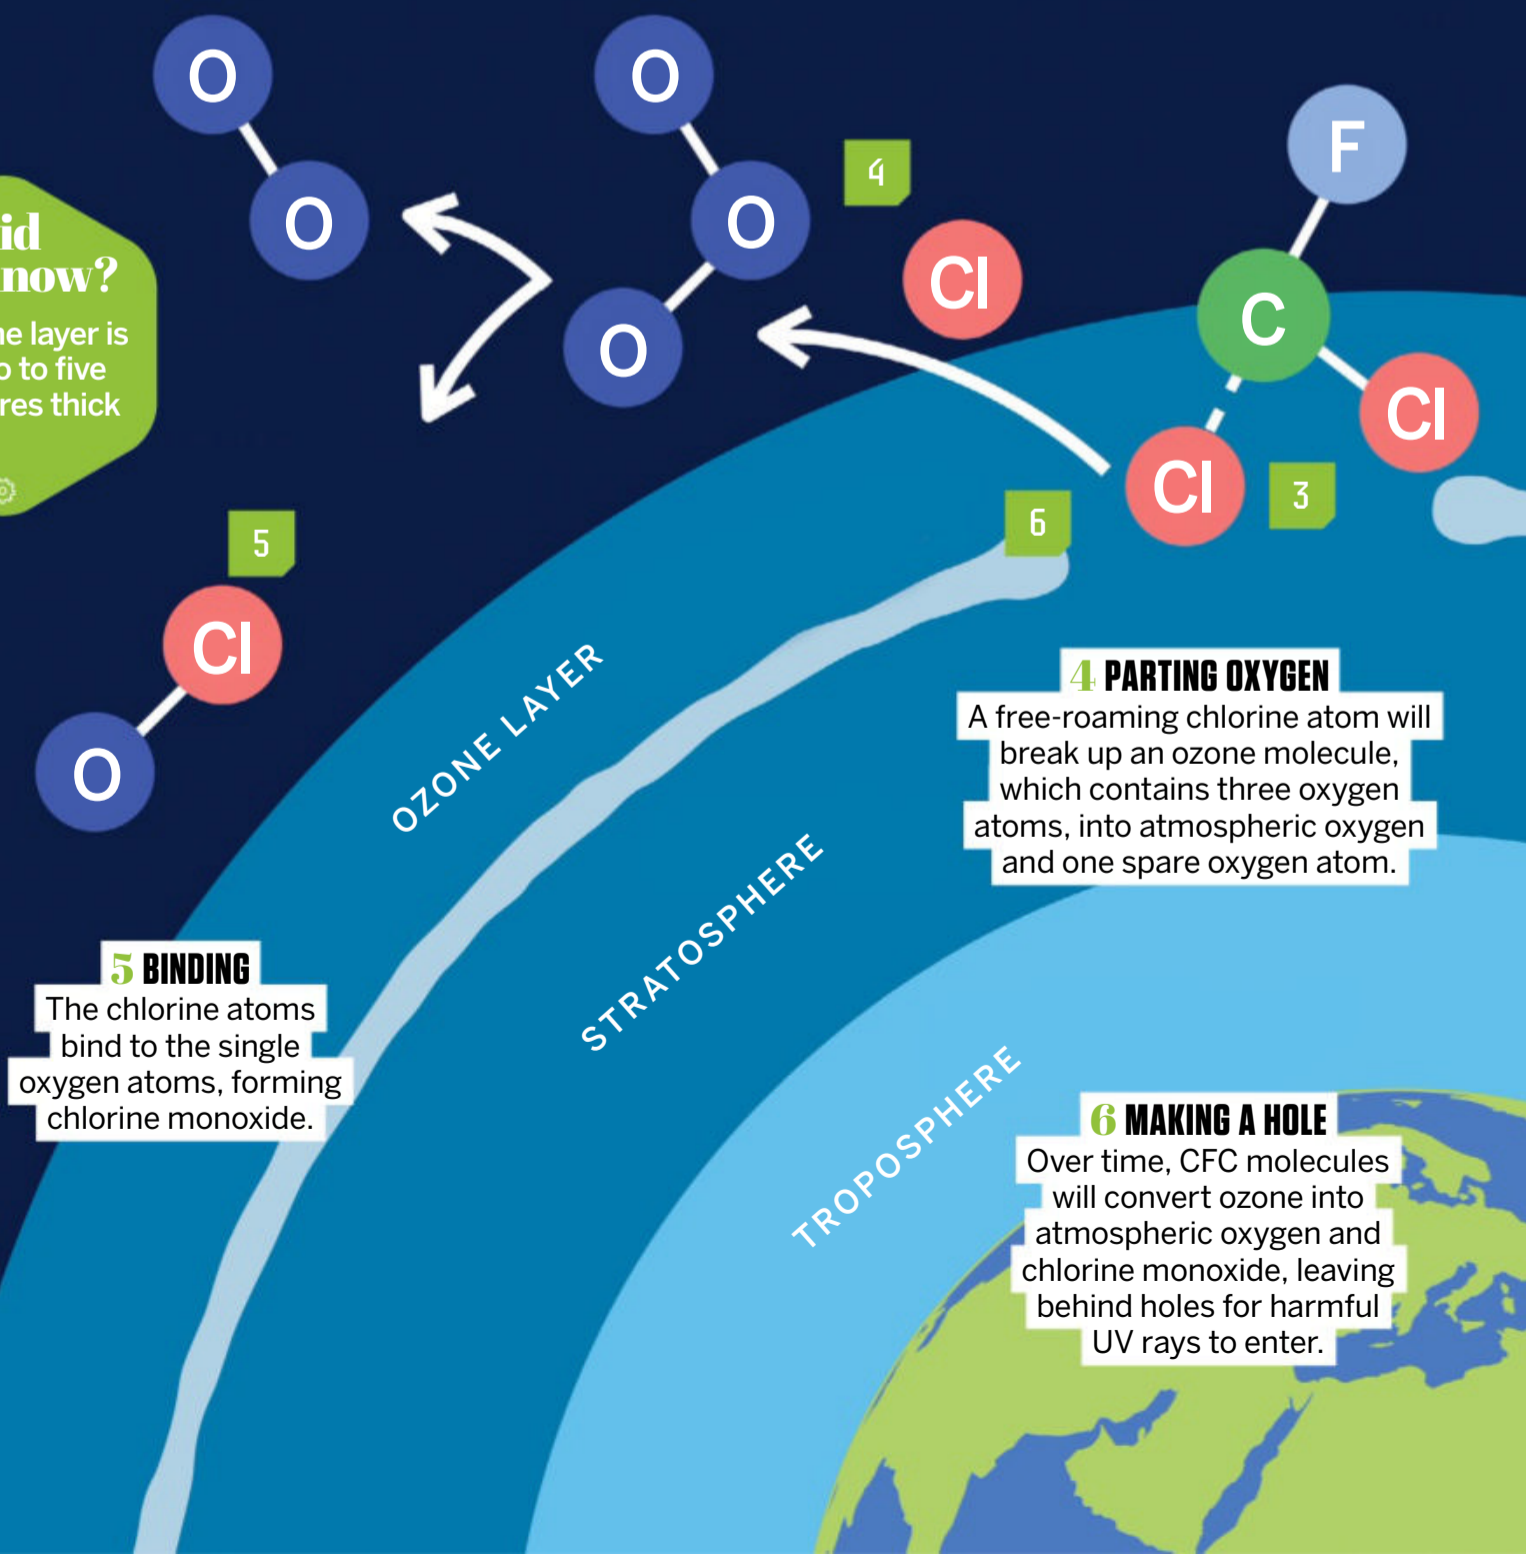 O
O
O
O
O
4
Cl
F
C
Cl
Cl
3
6
id
now?
ne layer is
o to five
res thick
5
Cl
O
OZONE LAYER
STRATOSPHERE
TROPOSPHERE
4 PARTING OXYGEN
A free-roaming chlorine atom will
break up an ozone molecule,
which contains three oxygen
atoms, into atmospheric oxygen
and one spare oxygen atom.
5 BINDING
The chlorine atoms
bind to the single
oxygen atoms, forming
chlorine monoxide.
6 MAKING A HOLE
Over time, CFC molecules
will convert ozone into
atmospheric oxygen and
chlorine monoxide, leaving
behind holes for harmful
UV rays to enter.